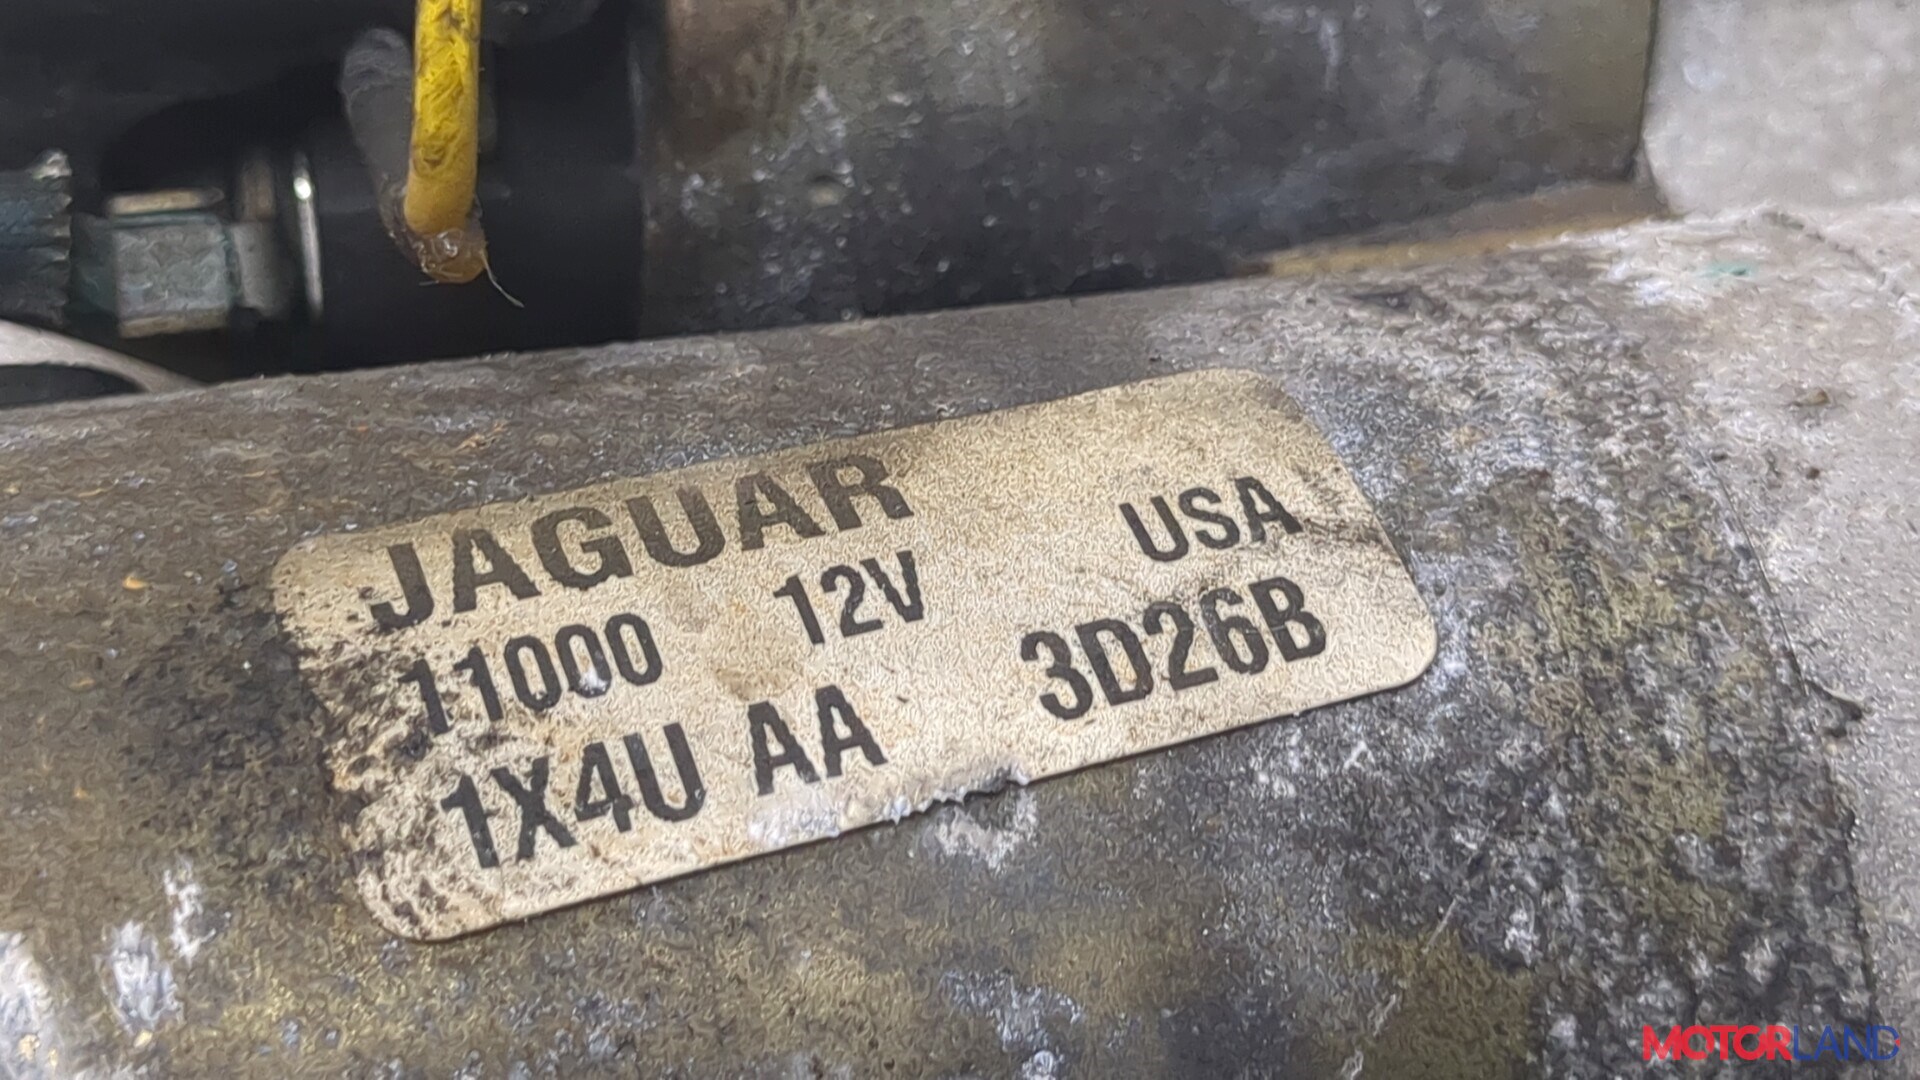 JAGUAR USA
11000 12V
1X4U AA 3D26B
MOTORLAND